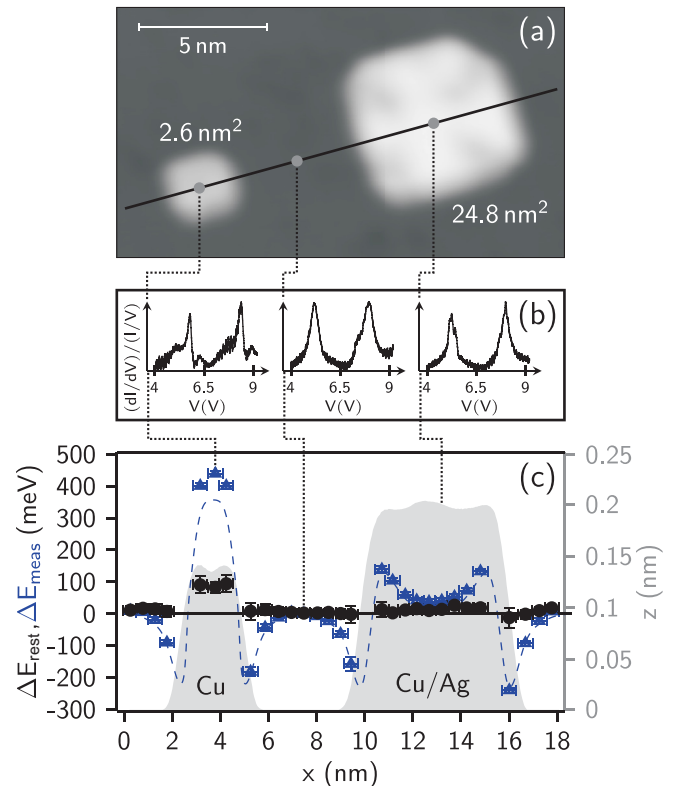 (a)
5 nm
2.6 nm²
24.8 nm²
(b)
(dI/dV)/(I/V)
4 6.5 9
V(V)
4 6.5 9
V(V)
4 6.5 9
V(V)
(c)
ΔE_rest, ΔE_meas (meV)
500
400
300
200
100
0
-100
-200
-300
0.25
0.2
0.15
0.1
0.05
0
z (nm)
Cu
Cu/Ag
0 2 4 6 8 10 12 14 16 18
x (nm)